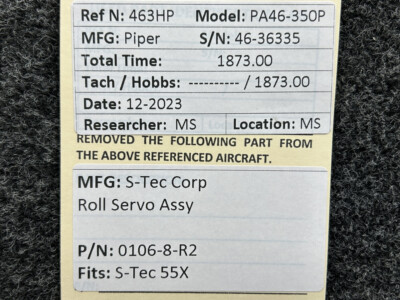 Ref N: 463HP Model: PA46-350P
MFG: Piper S/N: 46-36335
Total Time: 1873.00
Tach / Hobbs: ---------- / 1873.00
Date: 12-2023
Researcher: MS Location: MS
REMOVED THE FOLLOWING PART FROM
THE ABOVE REFERENCED AIRCRAFT.
MFG: S-Tec Corp
Roll Servo Assy
P/N: 0106-8-R2
Fits: S-Tec 55X